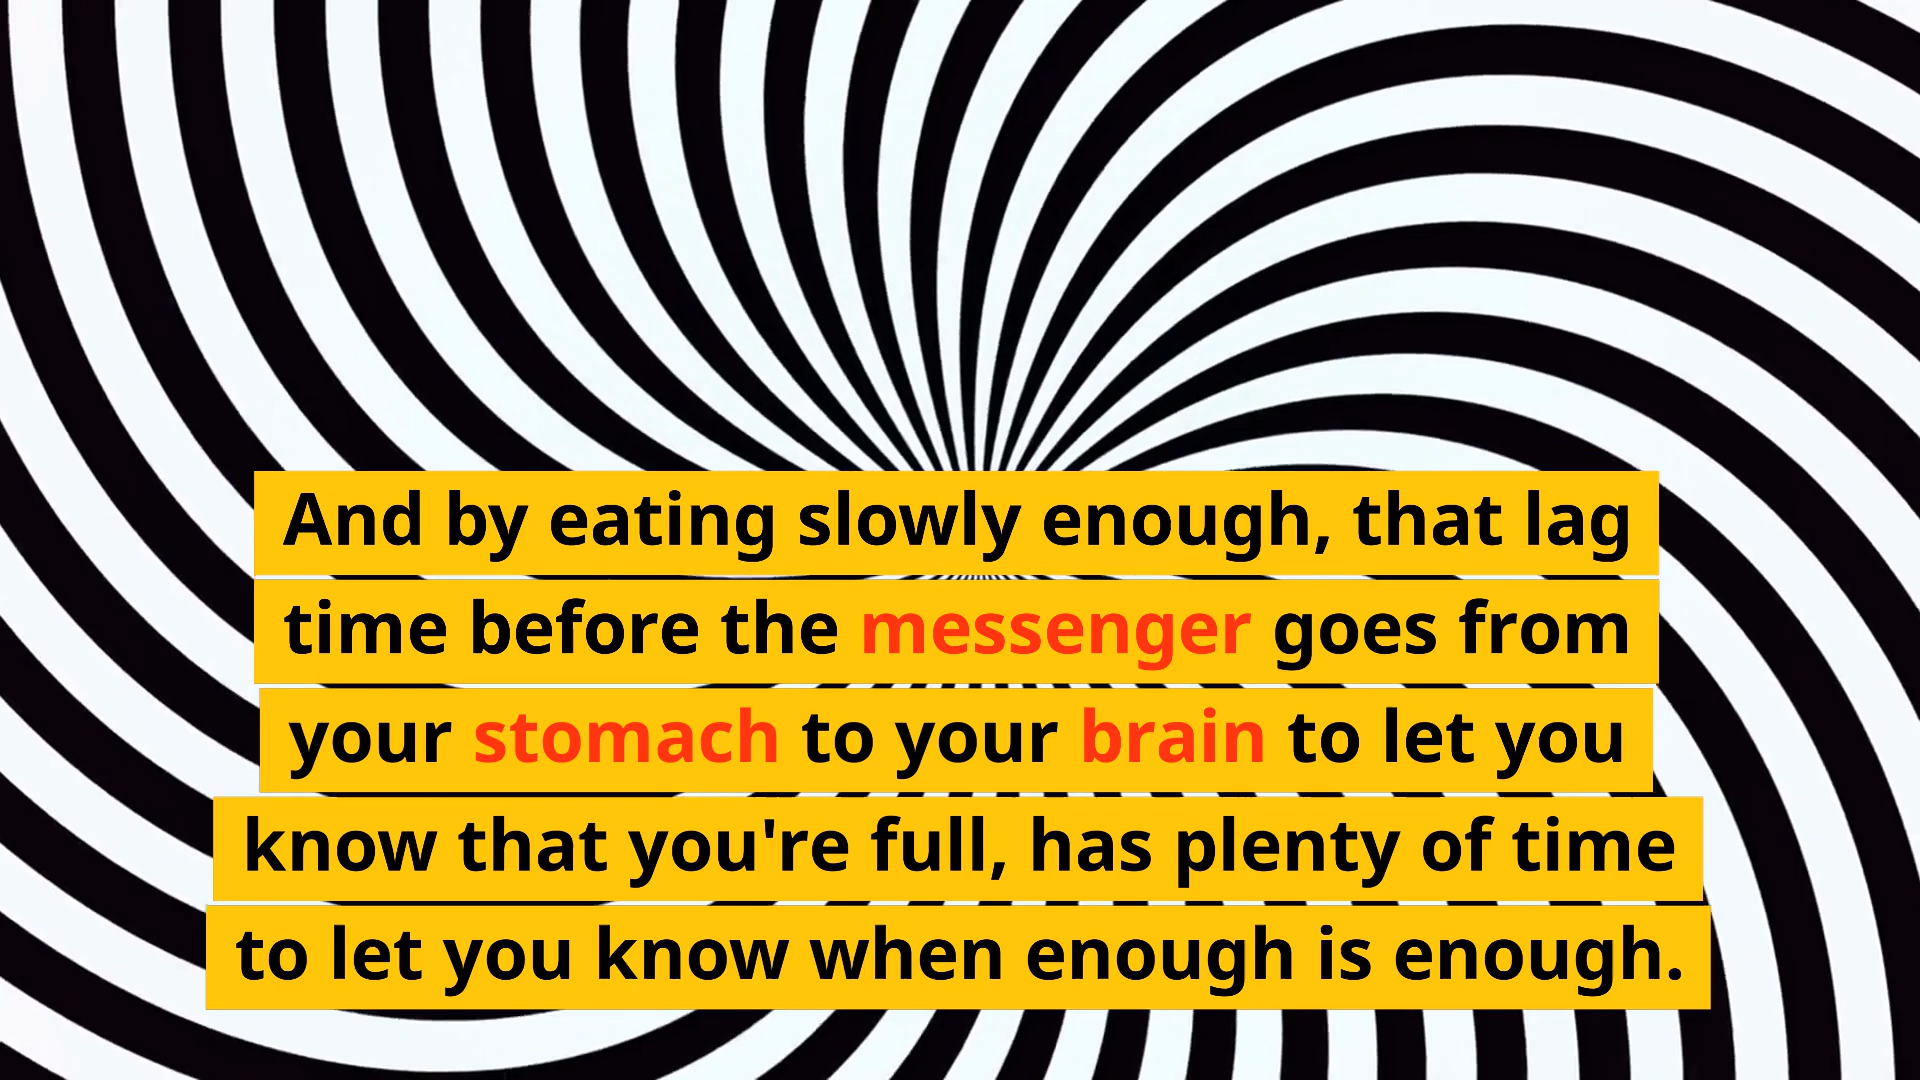 And by eating slowly enough, that lag
time before the messenger goes from
your stomach to your brain to let you
know that you're full, has plenty of time
to let you know when enough is enough.